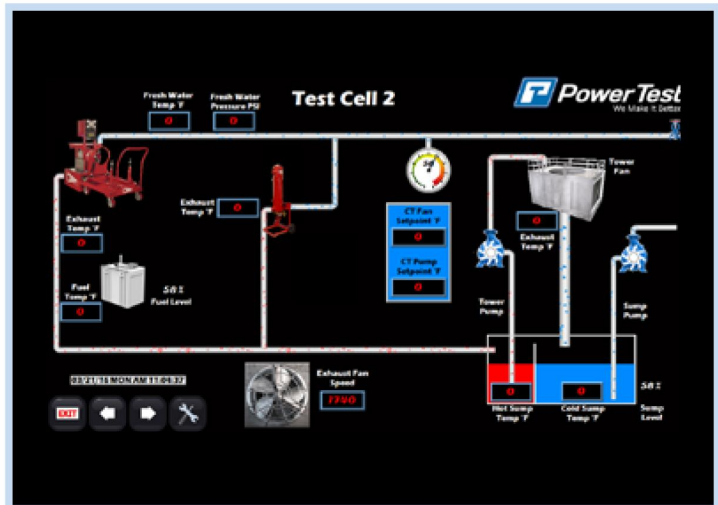 Test Cell 2
PowerTest
We Make It Better
Fresh Water
Temp °F
0
Fresh Water
Pressure PSI
0
Exhaust
Temp °F
0
Exhaust
Temp °F
0
Fuel
Temp °F
0
58%
Fuel Level
CT Fan
Setpoint °F
0
CT Pump
Setpoint °F
0
Tower
Fan
0
Exhaust
Temp °F
Tower
Pump
Sump
Pump
0
Hot Sump
Temp °F
0
Cold Sump
Temp °F
58%
Sump
Level
Exhaust Fan
Speed
03/21/16 MON AM 11:06:32
EXIT